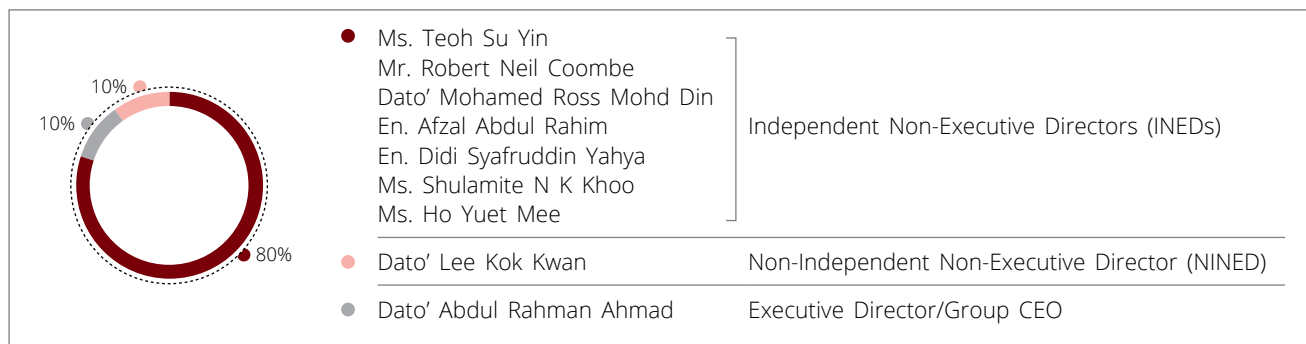 10%
10%
80%
Ms. Teoh Su Yin
Mr. Robert Neil Coombe
Dato' Mohamed Ross Mohd Din
En. Afzal Abdul Rahim
En. Didi Syafruddin Yahya
Ms. Shulamite N K Khoo
Ms. Ho Yuet Mee
Independent Non-Executive Directors (INEDs)
Dato' Lee Kok Kwan Non-Independent Non-Executive Director (NINED)
Dato' Abdul Rahman Ahmad Executive Director/Group CEO